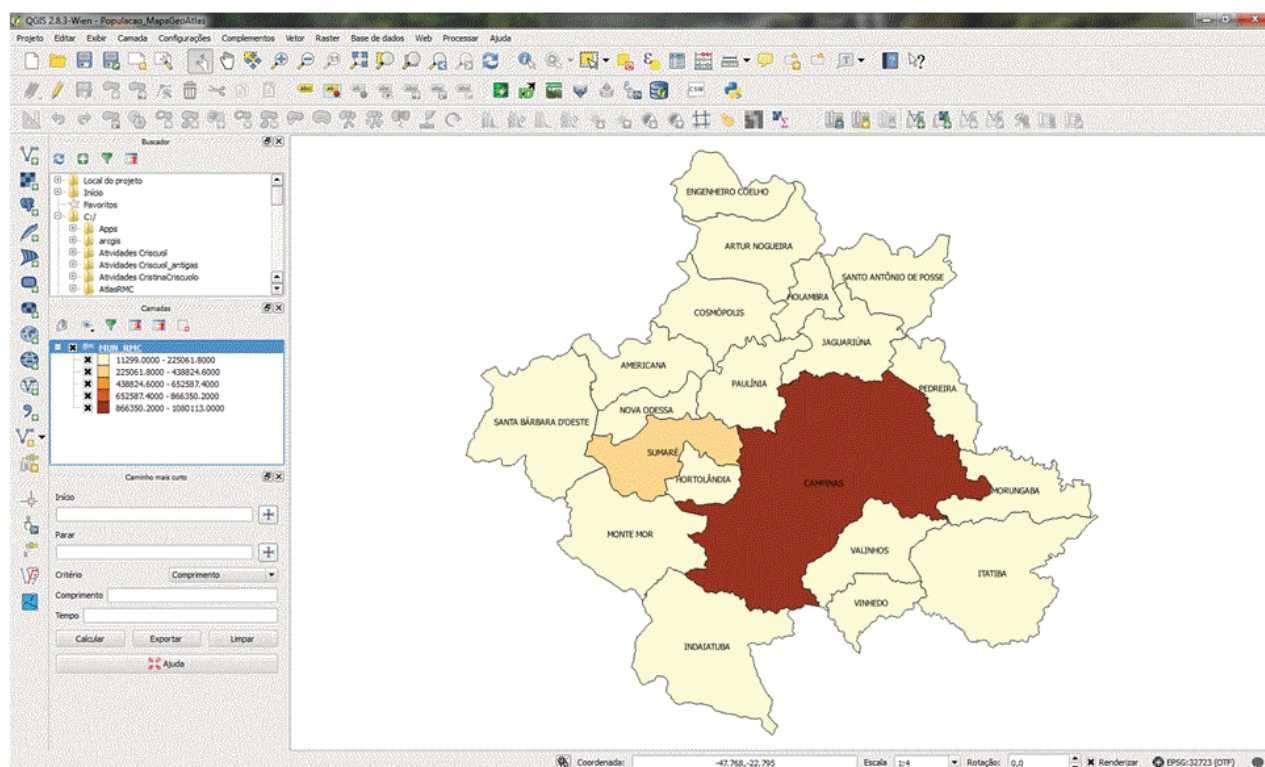 QGIS 2.8.3-Wien - Populacao_MapaGeoAtlas
Projeto Editar Exibir Camada Configurações Complementos Vetor Raster Base de dados Web Processar Ajuda
CSW
Buscador
Local do projeto
Início
Favoritos
C:/
Apps
arcgis
Atividades Criscuol
Atividades Criscuol_antigas
Atividades CristinaCriscuolo
AtlasRMC
Camadas
MUN_RMC
11299.0000 - 225061.8000
225061.8000 - 438824.6000
438824.6000 - 652587.4000
652587.4000 - 866350.2000
866350.2000 - 1080113.0000
Caminho mais curto
Início
Parar
Critério Comprimento
Comprimento
Tempo
Calcular Exportar Limpar
Ajuda
ENGENHEIRO COELHO
ARTUR NOGUEIRA
SANTO ANTÔNIO DE POSSE
HOLAMBRA
COSMÓPOLIS
JAGUARIÚNA
AMERICANA
PAULÍNIA
PEDREIRA
NOVA ODESSA
SANTA BÁRBARA D'OESTE
SUMARÉ
HORTOLÂNDIA
CAMPINAS
MORUNGABA
MONTE MOR
VALINHOS
ITATIBA
VINHEDO
INDAIATUBA
Coordenada: -47.768,-22.795 Escala 1:4 Rotação: 0,0 Renderizar EPSG:32723 (OTF)